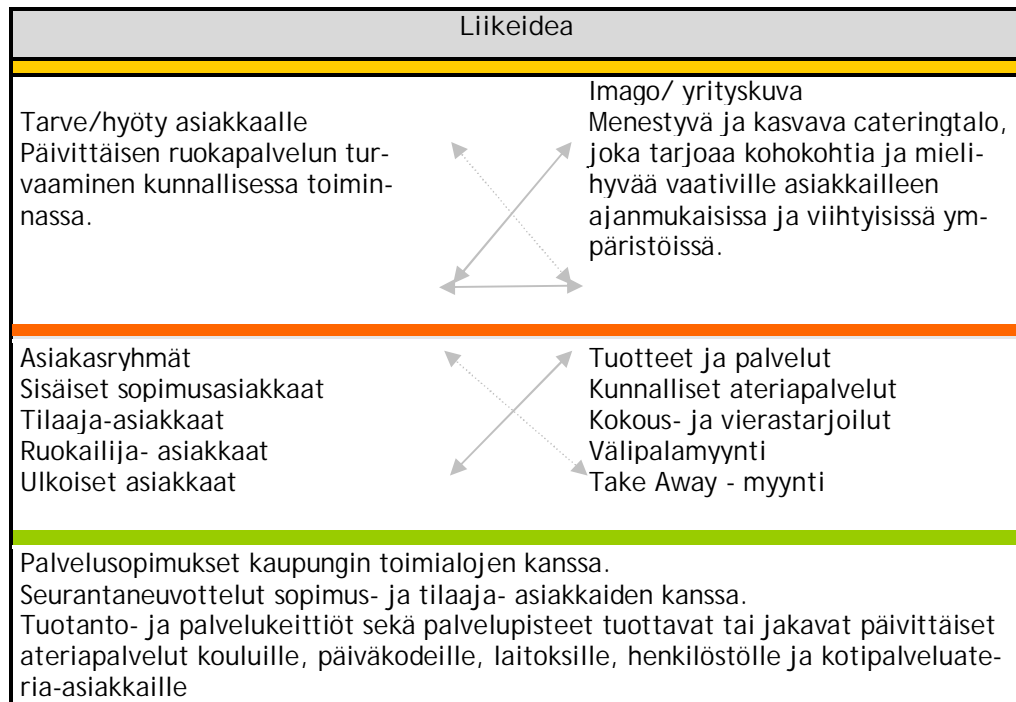 Liikeidea
Tarve/hyöty asiakkaalle
Päivittäisen ruokapalvelun tur-
vaaminen kunnallisessa toimin-
nassa.
Imago/ yrityskuva
Menestyvä ja kasvava cateringtalo,
joka tarjoaa kohokohtia ja mieli-
hyvää vaativille asiakkailleen
ajanmukaisissa ja viihtyisissä ym-
päristöissä.
Asiakasryhmät
Sisäiset sopimusasiakkaat
Tilaaja-asiakkaat
Ruokailija- asiakkaat
Ulkoiset asiakkaat
Tuotteet ja palvelut
Kunnalliset ateriapalvelut
Kokous- ja vierastarjoilut
Välipalamyynti
Take Away - myynti
Palvelusopimukset kaupungin toimialojen kanssa.
Seurantaneuvottelut sopimus- ja tilaaja- asiakkaiden kanssa.
Tuotanto- ja palvelukeittiöt sekä palvelupisteet tuottavat tai jakavat päivittäiset
ateriapalvelut kouluille, päiväkodeille, laitoksille, henkilöstölle ja kotipalveluate-
ria-asiakkaille